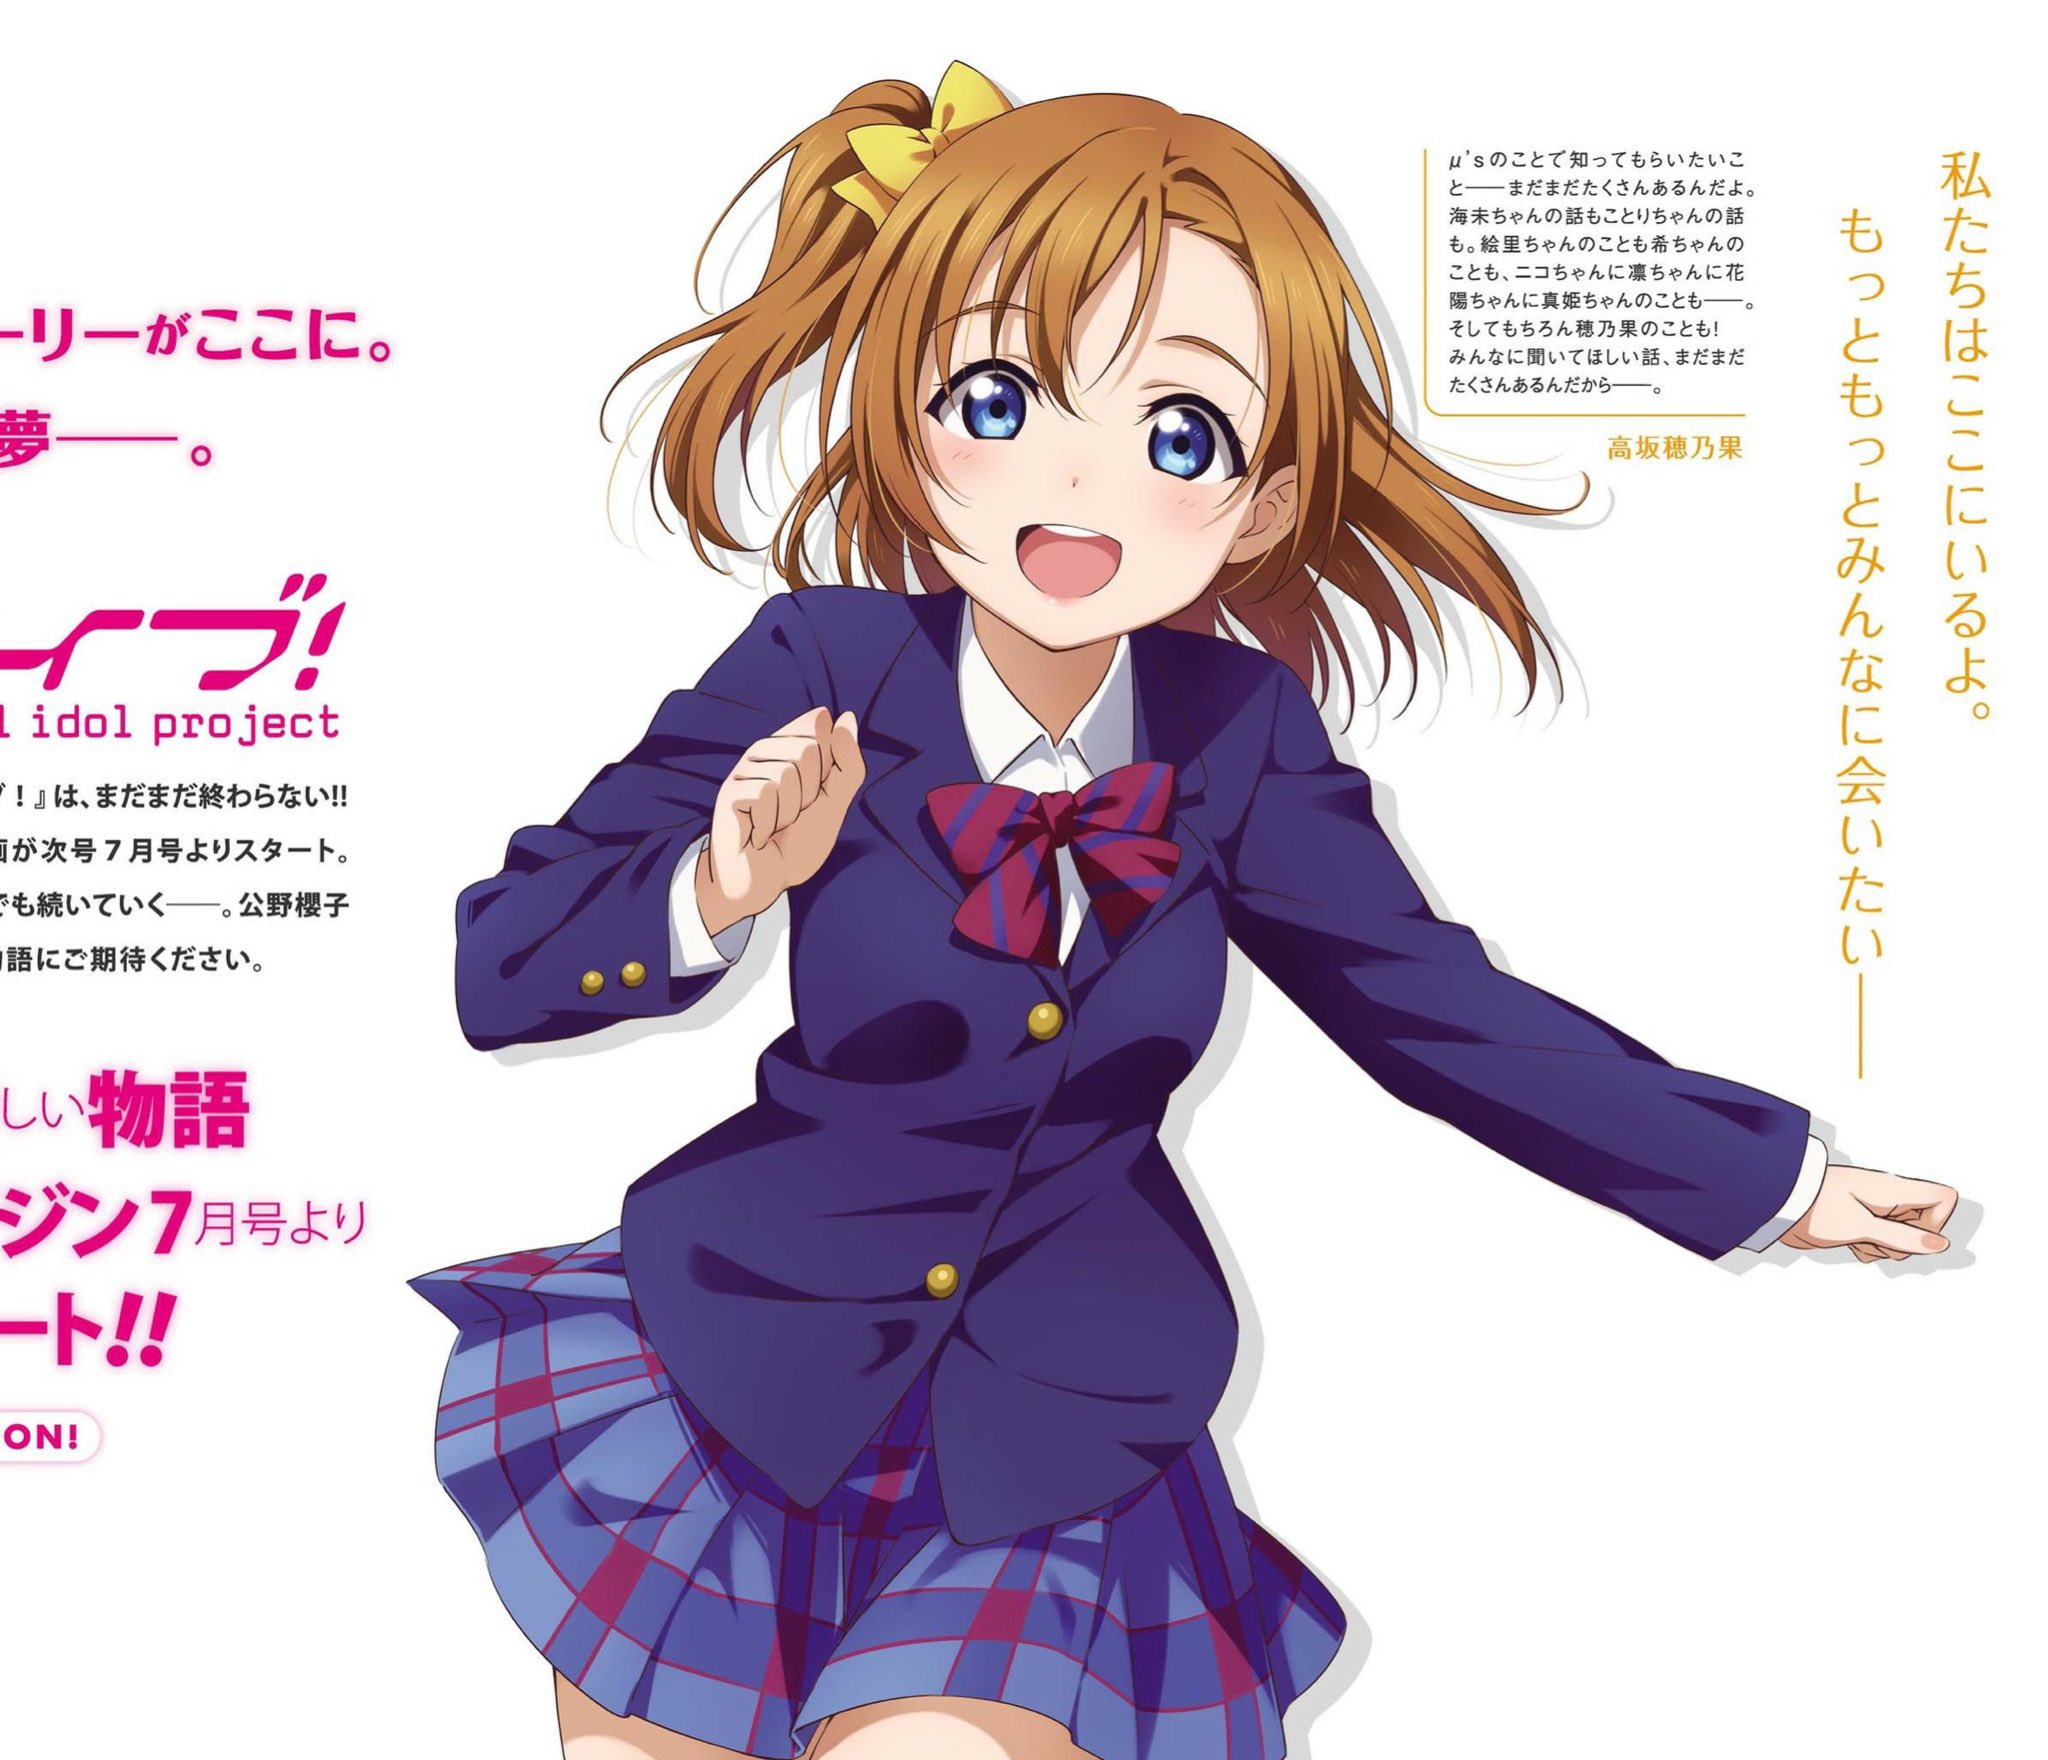 私たちはここにいるよ。
もっともっとみんなに会いたい——
μ'sのことで知ってもらいたいこ
と——まだまだたくさんあるんだよ。
海未ちゃんの話もことりちゃんの話
も。絵里ちゃんのことも希ちゃんの
ことも、ニコちゃんに凛ちゃんに花
陽ちゃんに真姫ちゃんのことも——。
そしてもちろん穂乃果のことも!
みんなに聞いてほしい話、まだまだ
たくさんあるんだから——。
高坂穂乃果
ーリーがここに。
夢——。
イブ!
l idol project
ブ!』は、まだまだ終わらない!!
画が次号7月号よりスタート。
でも続いていく——。公野櫻子
物語にご期待ください。
しい物語
ジン7月号より
ート!!
ON!